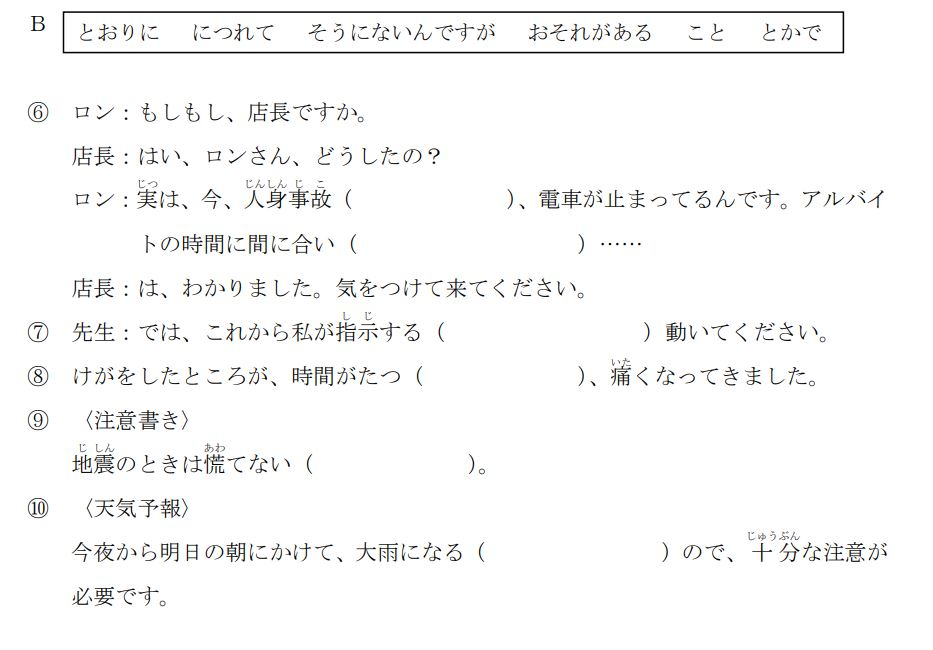 B とおりに につれて そうにないんですが おそれがある こと とかで
⑥ ロン：もしもし、店長ですか。
店長：はい、ロンさん、どうしたの？
ロン：実は、今、人身事故（ ）、電車が止まってるんです。アルバイ
トの時間に間に合い（ ）……
店長：は、わかりました。気をつけて来てください。
⑦ 先生：では、これから私が指示する（ ）動いてください。
⑧ けがをしたところが、時間がたつ（ ）、痛くなってきました。
⑨ 〈注意書き〉
地震のときは慌てない（ ）。
⑩ 〈天気予報〉
今夜から明日の朝にかけて、大雨になる（ ）ので、十分な注意が
必要です。